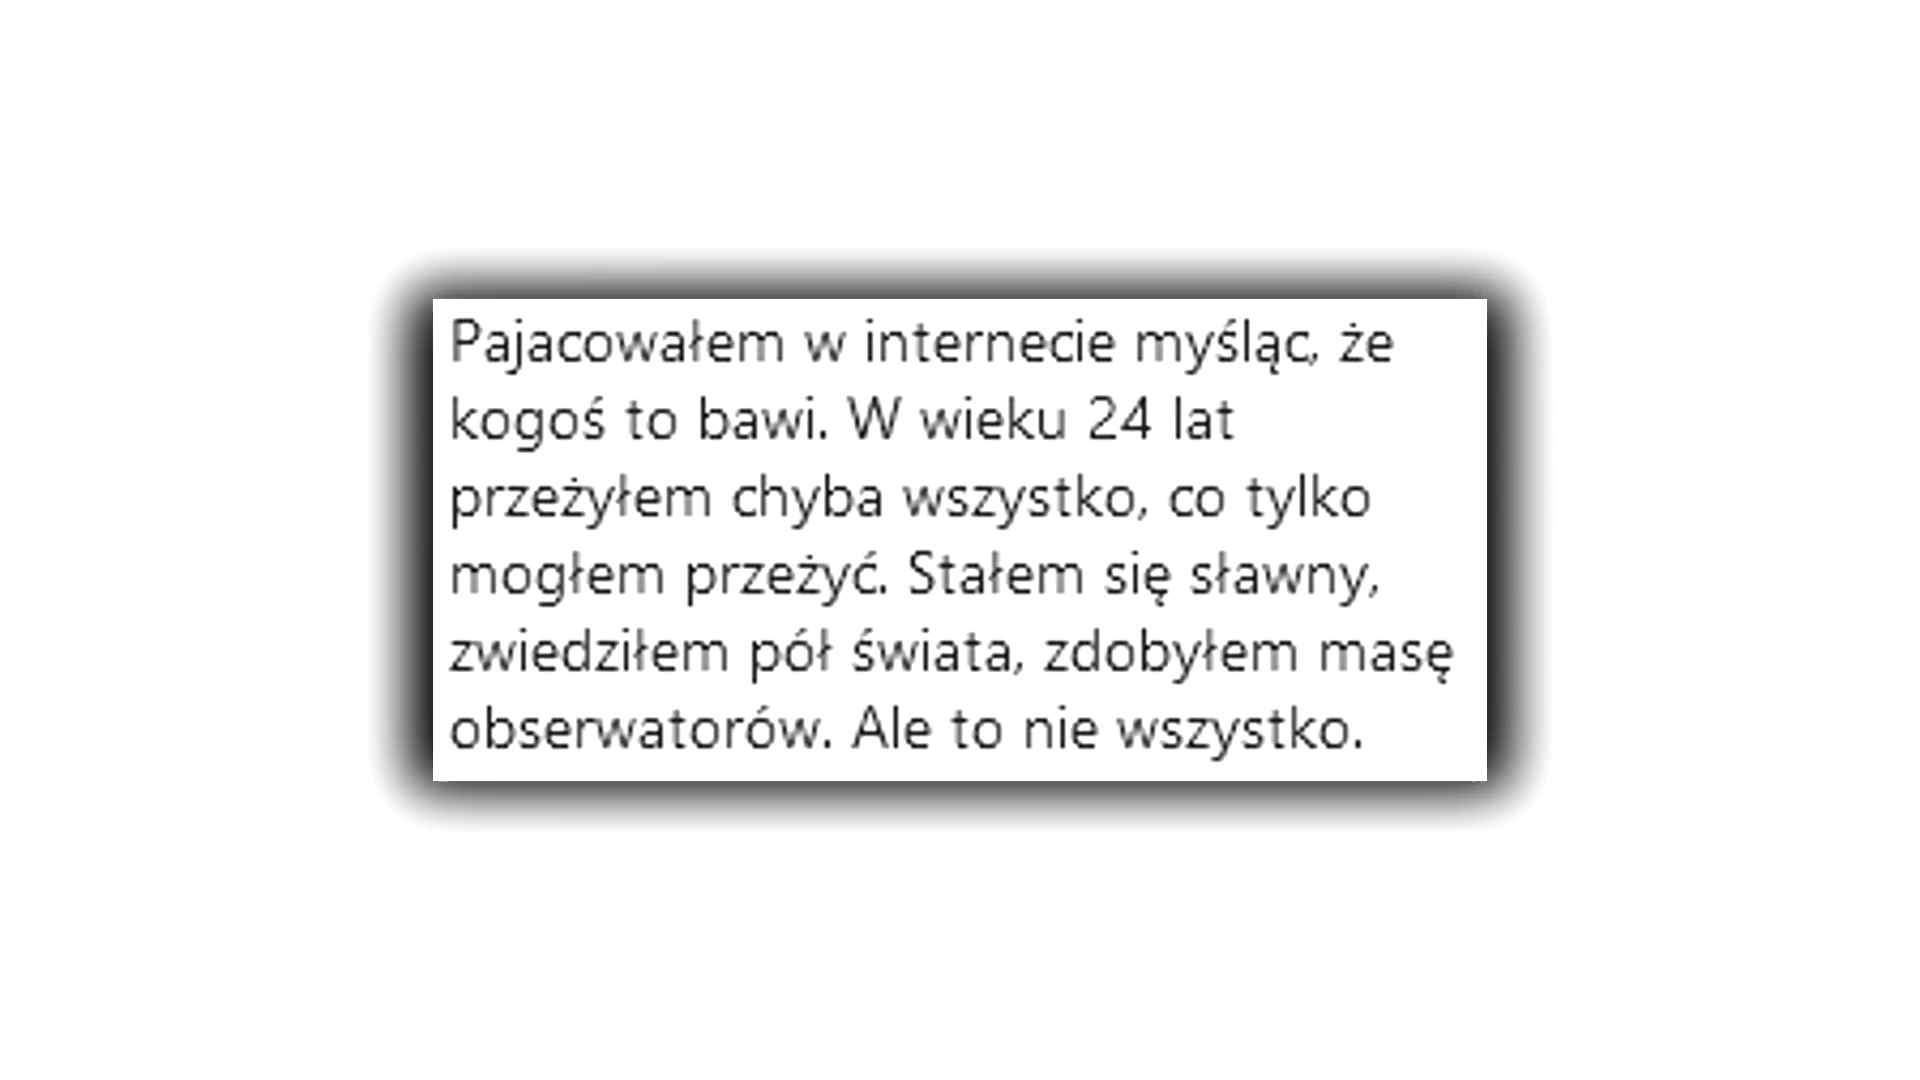 Pajacowałem w internecie myśląc, że
kogoś to bawi. W wieku 24 lat
przeżyłem chyba wszystko, co tylko
mogłem przeżyć. Stałem się sławny,
zwiedziłem pół świata, zdobyłem masę
obserwatorów. Ale to nie wszystko.